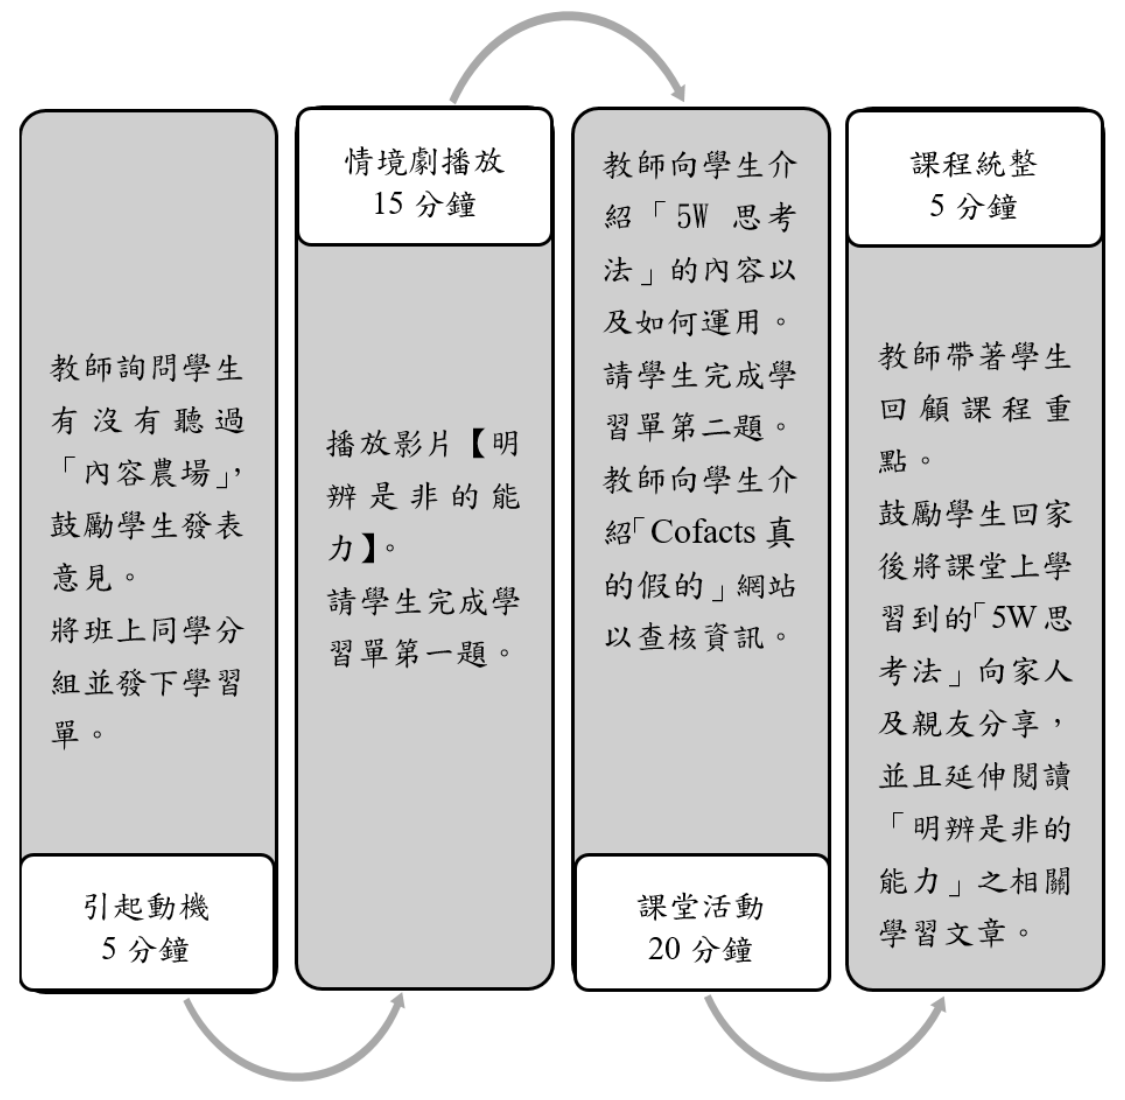 教師詢問學生
有沒有聽過
「內容農場」,
鼓勵學生發表
意見。
將班上同學分
組並發下學習
單。
引起動機
5 分鐘
情境劇播放
15 分鐘
播放影片【明
辨是非的能
力】。
請學生完成學
習單第一題。
教師向學生介
紹「5W 思考
法」的內容以
及如何運用。
請學生完成學
習單第二題。
教師向學生介
紹「Cofacts 真
的假的」網站
以查核資訊。
課堂活動
20 分鐘
課程統整
5 分鐘
教師帶著學生
回顧課程重
點。
鼓勵學生回家
後將課堂上學
習到的「5W 思
考法」向家人
及親友分享，
並且延伸閱讀
「明辨是非的
能力」之相關
學習文章。